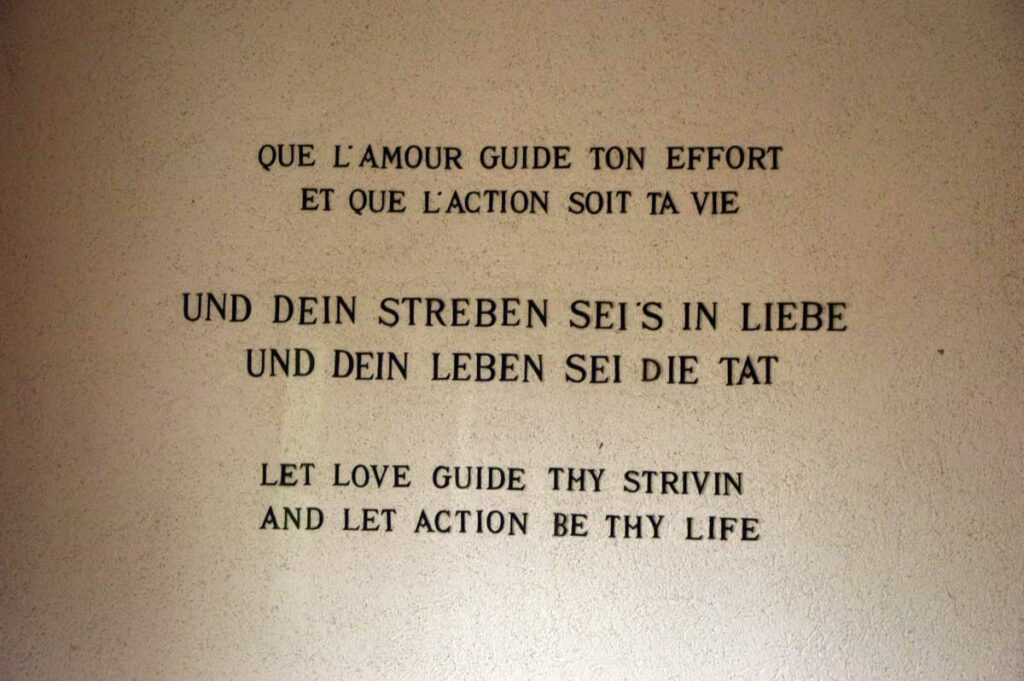 QUE L'AMOUR GUIDE TON EFFORT
ET QUE L'ACTION SOIT TA VIE
UND DEIN STREBEN SEI'S IN LIEBE
UND DEIN LEBEN SEI DIE TAT
LET LOVE GUIDE THY STRIVIN
AND LET ACTION BE THY LIFE